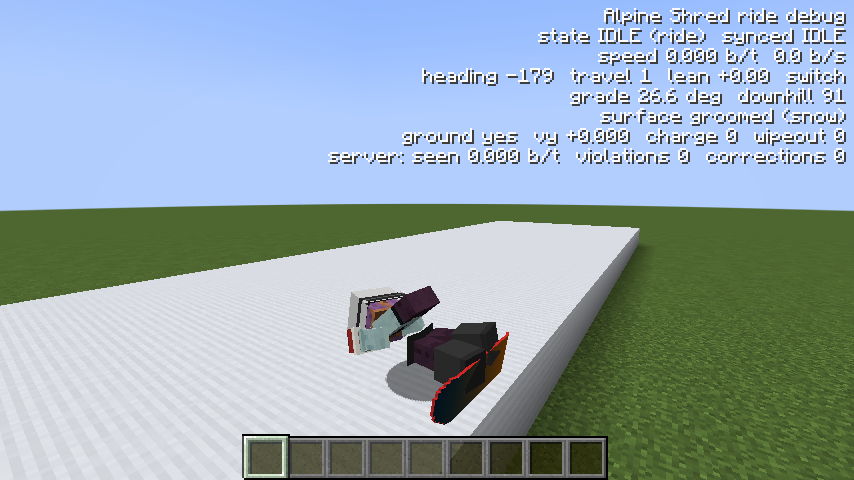 Alpine Shred ride debug
state IDLE (ride) synced IDLE
speed 0.000 b/t 0.0 b/s
heading -179 travel 1 lean +0.00 switch
grade 26.6 deg downhill 91
surface groomed (snow)
ground yes vy +0.000 charge 0 wipeout 0
server: seen 0.000 b/t violations 0 corrections 0